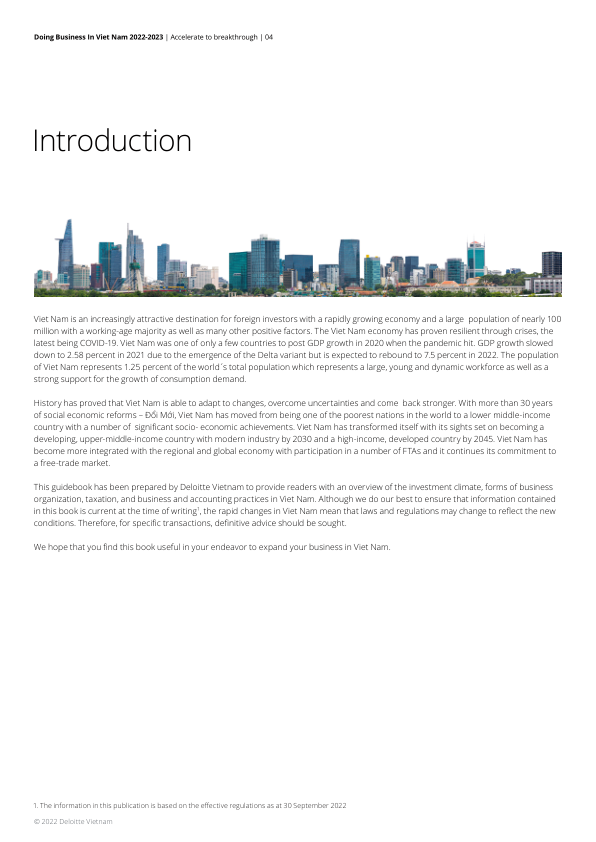 Doing Business In Viet Nam 2022-2023 | Accelerate to breakthrough | 04
Introduction
Viet Nam is an increasingly attractive destination for foreign investors with a rapidly growing economy and a large population of nearly 100
million with a working-age majority as well as many other positive factors. The Viet Nam economy has proven resilient through crises, the
latest being COVID-19. Viet Nam was one of only a few countries to post GDP growth in 2020 when the pandemic hit. GDP growth slowed
down to 2.58 percent in 2021 due to the emergence of the Delta variant but is expected to rebound to 7.5 percent in 2022. The population
of Viet Nam represents 1.25 percent of the world´s total population which represents a large, young and dynamic workforce as well as a
strong support for the growth of consumption demand.
History has proved that Viet Nam is able to adapt to changes, overcome uncertainties and come back stronger. With more than 30 years
of social economic reforms – Đổi Mới, Viet Nam has moved from being one of the poorest nations in the world to a lower middle-income
country with a number of significant socio- economic achievements. Viet Nam has transformed itself with its sights set on becoming a
developing, upper-middle-income country with modern industry by 2030 and a high-income, developed country by 2045. Viet Nam has
become more integrated with the regional and global economy with participation in a number of FTAs and it continues its commitment to
a free-trade market.
This guidebook has been prepared by Deloitte Vietnam to provide readers with an overview of the investment climate, forms of business
organization, taxation, and business and accounting practices in Viet Nam. Although we do our best to ensure that information contained
in this book is current at the time of writing¹, the rapid changes in Viet Nam mean that laws and regulations may change to reflect the new
conditions. Therefore, for specific transactions, definitive advice should be sought.
We hope that you find this book useful in your endeavor to expand your business in Viet Nam.
1. The information in this publication is based on the effective regulations as at 30 September 2022
© 2022 Deloitte Vietnam